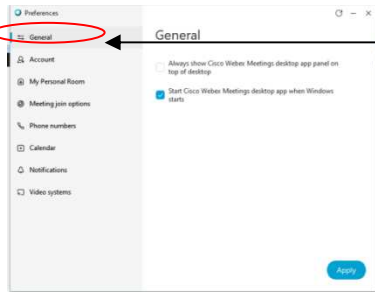 Preferences
General
Account
My Personal Room
Meeting join options
Phone numbers
Calendar
Notifications
Video systems
General
Always show Cisco Webex Meetings desktop app panel on
top of desktop
Start Cisco Webex Meetings desktop app when Windows
starts
Apply